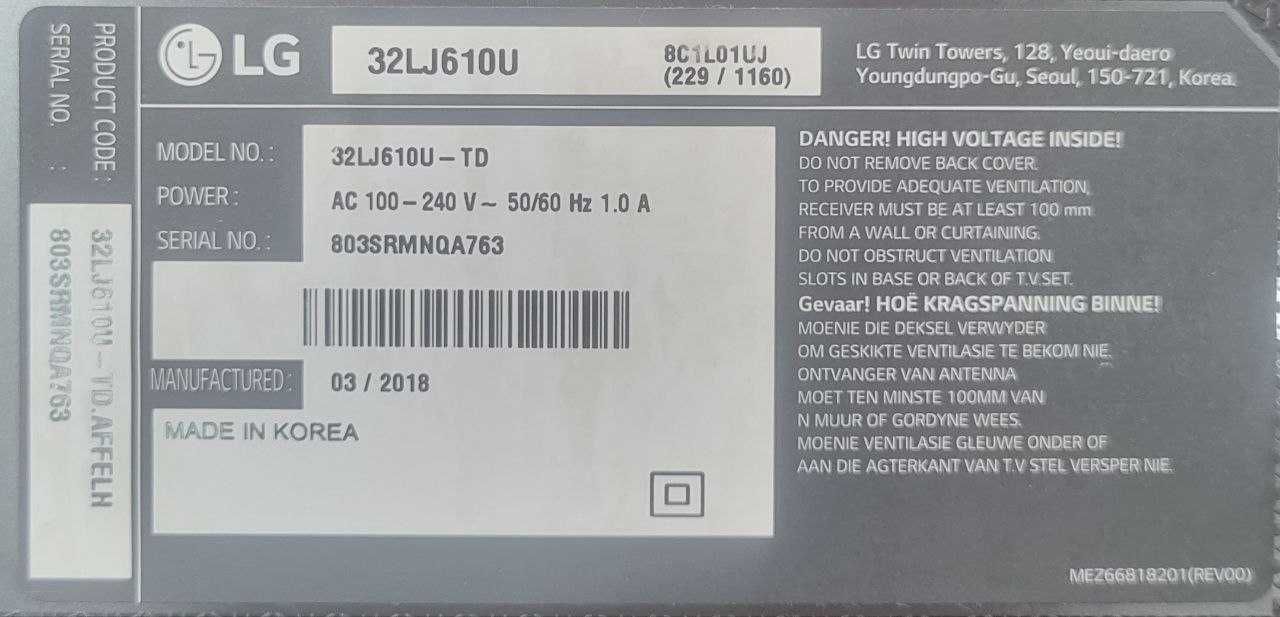 PRODUCT CODE :
SERIAL NO. :
32LJ610U-TD.AFFELH
803SRMNQA763
LG
32LJ610U
8C1L01UJ
(229 / 1160)
LG Twin Towers, 128, Yeoui-daero
Youngdungpo-Gu, Seoul, 150-721, Korea.
MODEL NO. : 32LJ610U-TD
POWER : AC 100-240 V~ 50/60 Hz 1.0 A
SERIAL NO. : 803SRMNQA763
MANUFACTURED : 03 / 2018
MADE IN KOREA
DANGER! HIGH VOLTAGE INSIDE!
DO NOT REMOVE BACK COVER.
TO PROVIDE ADEQUATE VENTILATION,
RECEIVER MUST BE AT LEAST 100 mm
FROM A WALL OR CURTAINING.
DO NOT OBSTRUCT VENTILATION
SLOTS IN BASE OR BACK OF T.V.SET.
Gevaar! HOË KRAGSPANNING BINNE!
MOENIE DIE DEKSEL VERWYDER
OM GESKIKTE VENTILASIE TE BEKOM NIE.
ONTVANGER VAN ANTENNA
MOET TEN MINSTE 100MM VAN
N MUUR OF GORDYNE WEES.
MOENIE VENTILASIE GLEUWE ONDER OF
AAN DIE AGTERKANT VAN T.V STEL VERSPER NIE.
MEZ66818201(REV00)